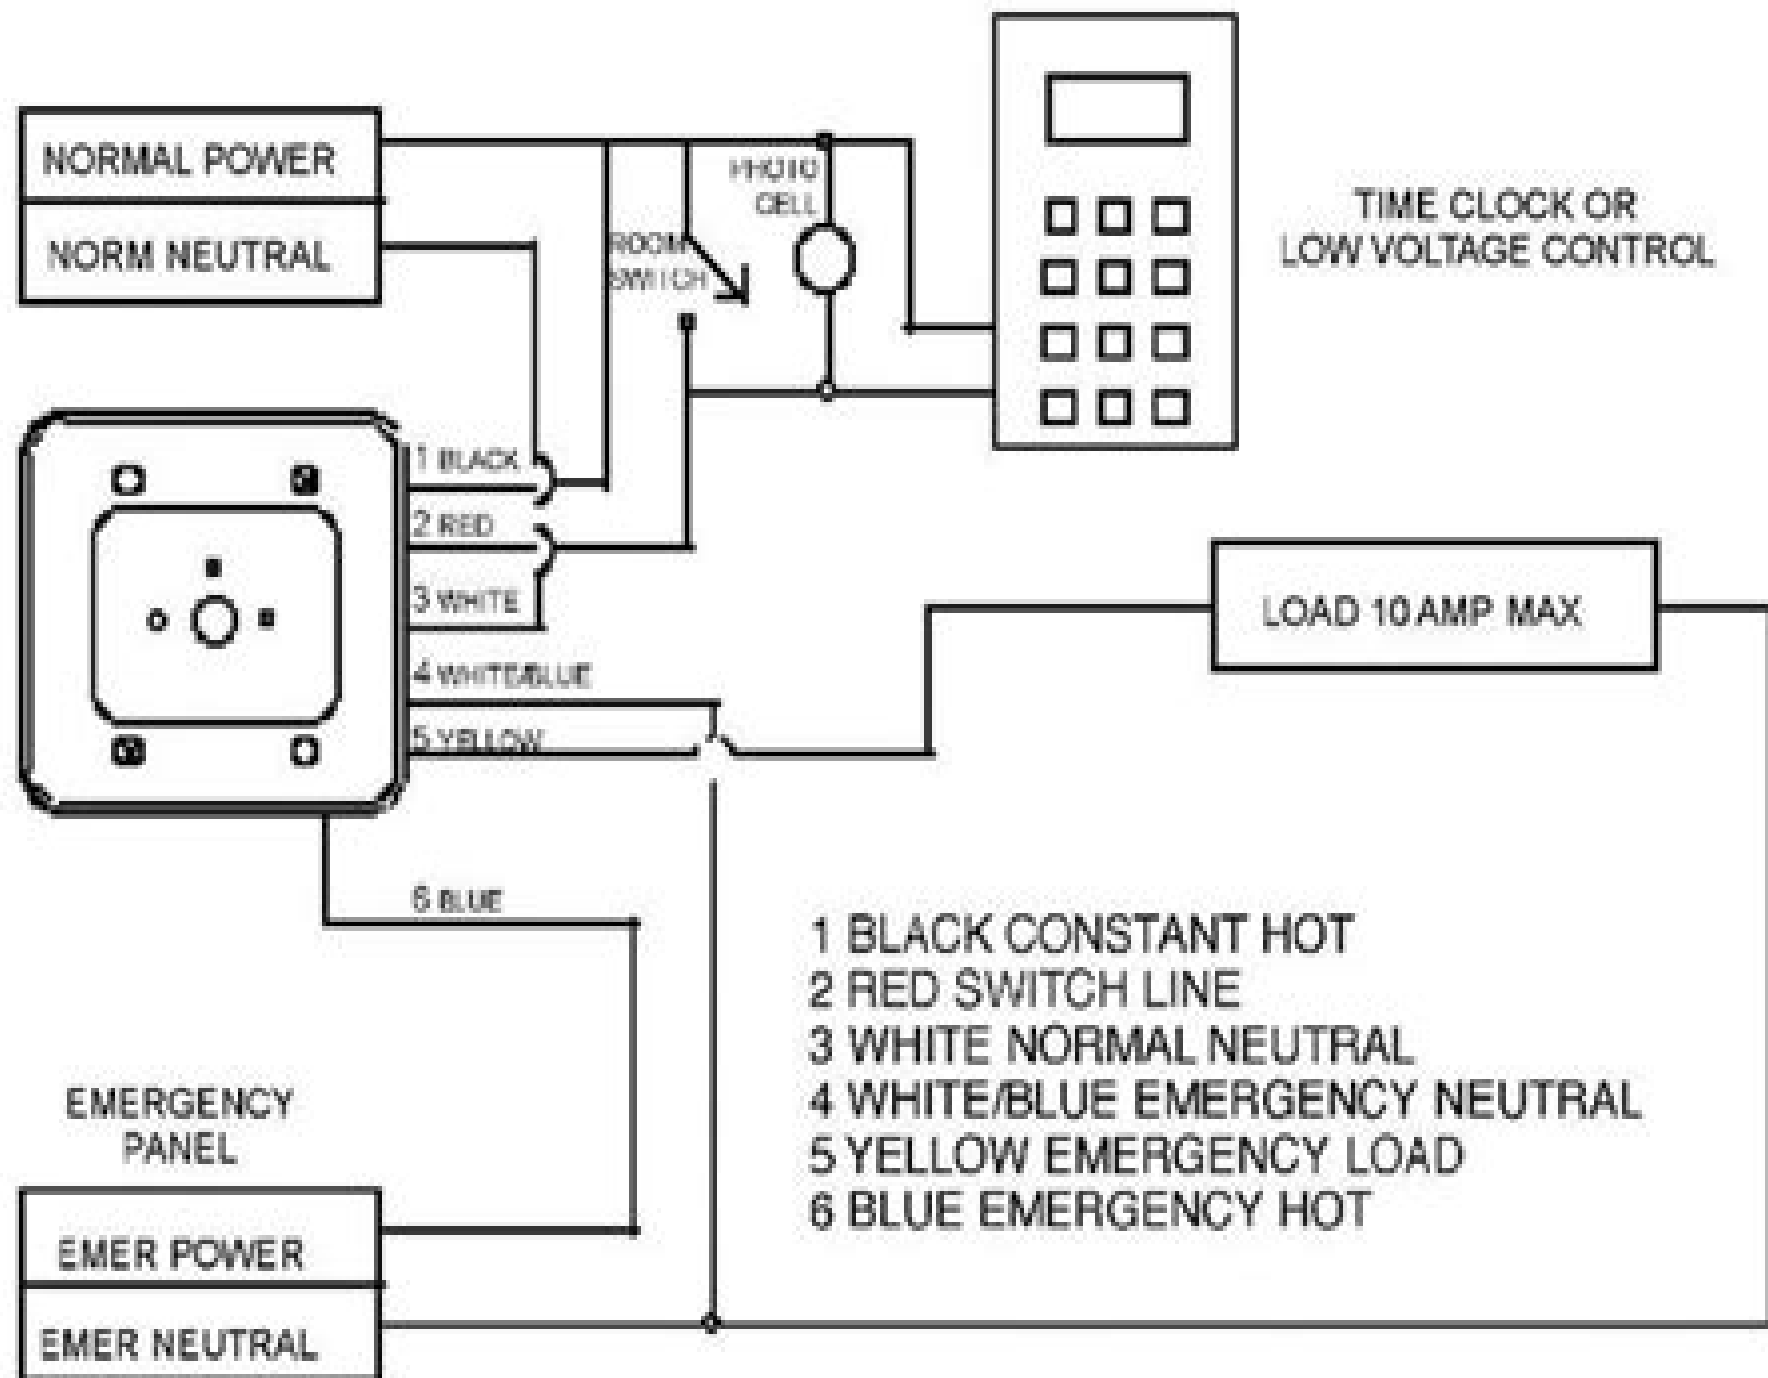 NORMAL POWER
NORM NEUTRAL
PHOTO
CELL
ROOM
SWITCH
TIME CLOCK OR
LOW VOLTAGE CONTROL
1 BLACK
2 RED
3 WHITE
4 WHITE/BLUE
5 YELLOW
LOAD 10 AMP MAX
6 BLUE
1 BLACK CONSTANT HOT
2 RED SWITCH LINE
3 WHITE NORMAL NEUTRAL
4 WHITE/BLUE EMERGENCY NEUTRAL
5 YELLOW EMERGENCY LOAD
6 BLUE EMERGENCY HOT
EMERGENCY
PANEL
EMER POWER
EMER NEUTRAL